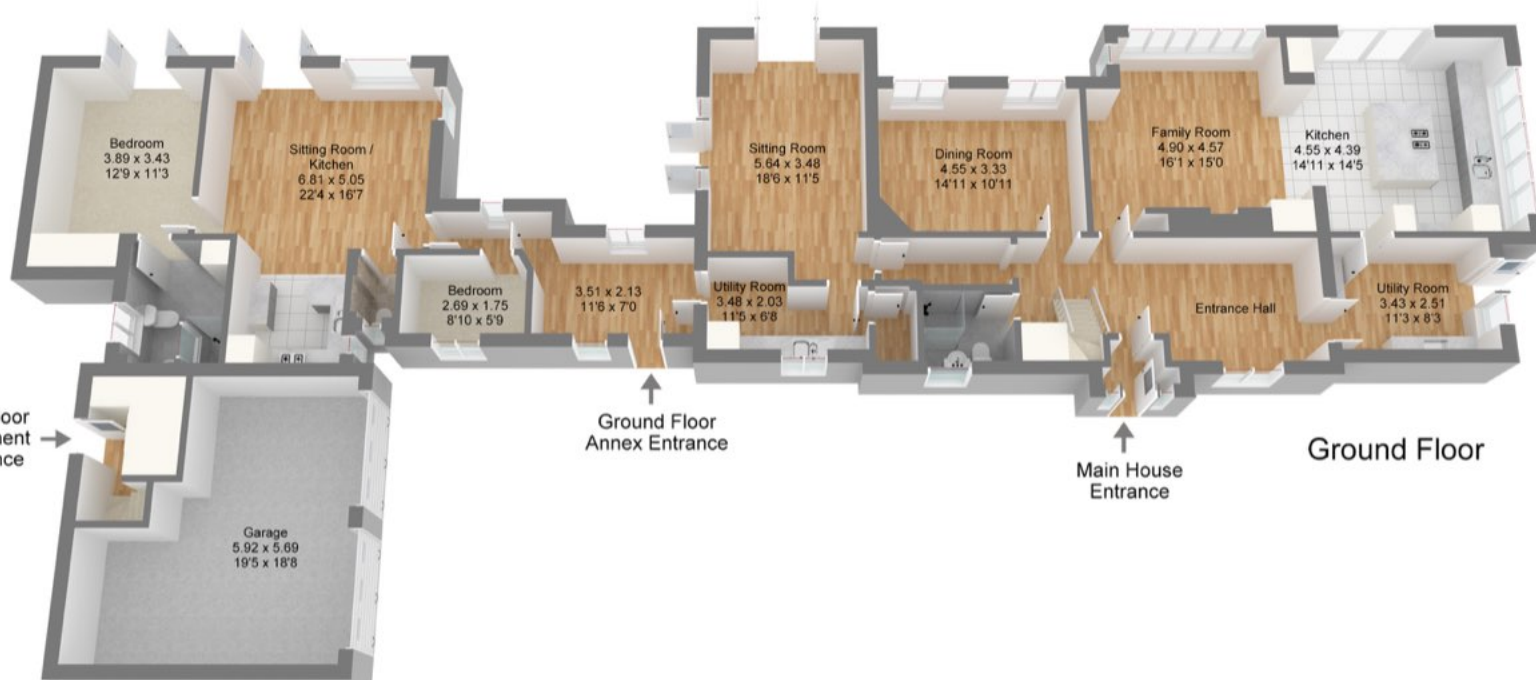 Bedroom
3.89 x 3.43
12'9 x 11'3
Sitting Room /
Kitchen
6.81 x 5.05
22'4 x 16'7
Bedroom
2.69 x 1.75
8'10 x 5'9
3.51 x 2.13
11'6 x 7'0
Sitting Room
5.64 x 3.48
18'6 x 11'5
Utility Room
3.48 x 2.03
11'5 x 6'8
Dining Room
4.55 x 3.33
14'11 x 10'11
Family Room
4.90 x 4.57
16'1 x 15'0
Kitchen
4.55 x 4.39
14'11 x 14'5
Entrance Hall
Utility Room
3.43 x 2.51
11'3 x 8'3
Ground Floor
Annex Entrance
Main House
Entrance
Ground Floor
oor
nce
Garage
5.92 x 5.69
19'5 x 18'8